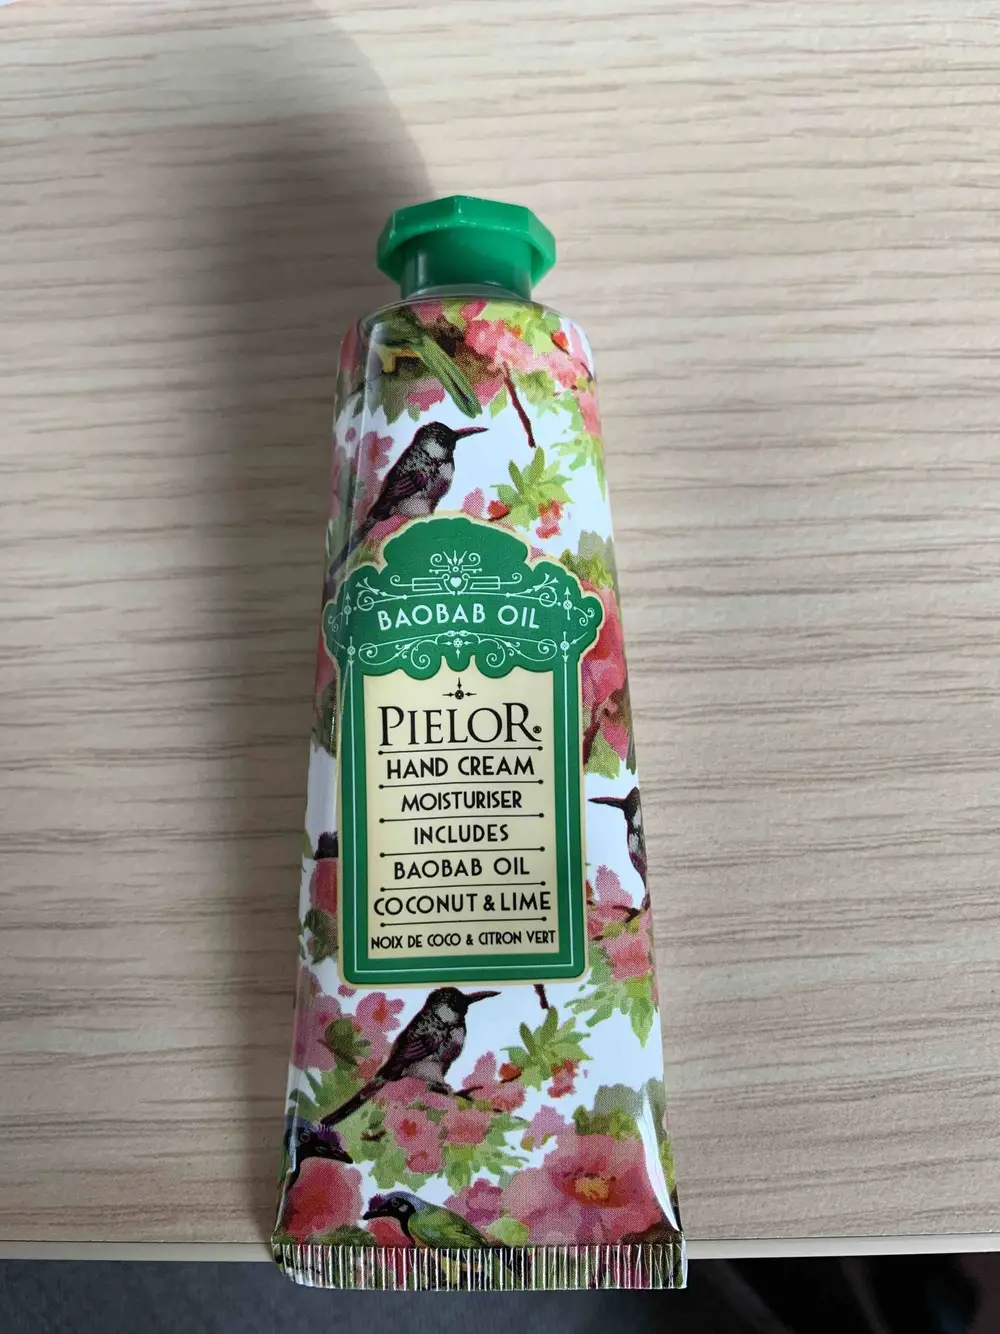 BAOBAB OIL
PIELOR®
HAND CREAM
MOISTURISER
INCLUDES
BAOBAB OIL
COCONUT & LIME
NOIX DE COCO & CITRON VERT